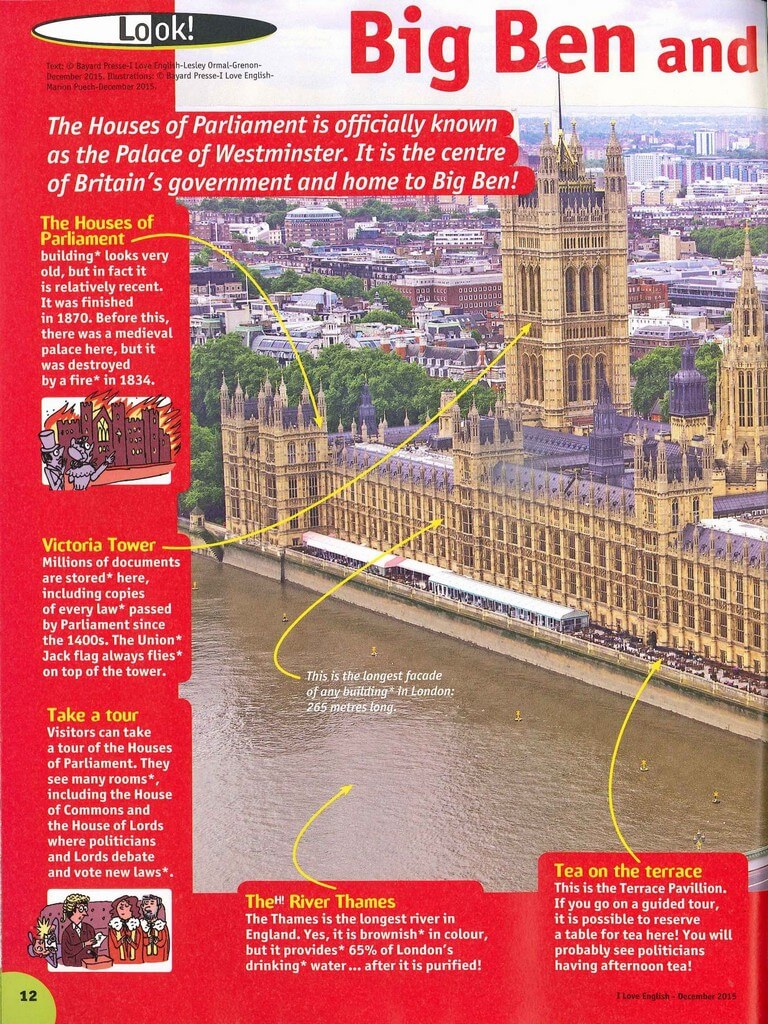 Look!
Big Ben and
Text: © Bayard Presse-I Love English-Lesley Ormal-Grenon-
December 2015. Illustrations: © Bayard Presse-I Love English-
Marion Puech-December 2015.
The Houses of Parliament is officially known
as the Palace of Westminster. It is the centre
of Britain's government and home to Big Ben!
The Houses of
Parliament
building* looks very
old, but in fact it
is relatively recent.
It was finished
in 1870. Before this,
there was a medieval
palace here, but it
was destroyed
by a fire* in 1834.
Victoria Tower
Millions of documents
are stored* here,
including copies
of every law* passed
by Parliament since
the 1400s. The Union*
Jack flag always flies*
on top of the tower.
This is the longest facade
of any building* in London:
265 metres long.
Take a tour
Visitors can take
a tour of the Houses
of Parliament. They
see many rooms*,
including the House
of Commons and
the House of Lords
where politicians
and Lords debate
and vote new laws*.
The H! River Thames
The Thames is the longest river in
England. Yes, it is brownish* in colour,
but it provides* 65% of London's
drinking* water... after it is purified!
Tea on the terrace
This is the Terrace Pavillion.
If you go on a guided tour,
it is possible to reserve
a table for tea here! You will
probably see politicians
having afternoon tea!
12
I Love English - December 2015